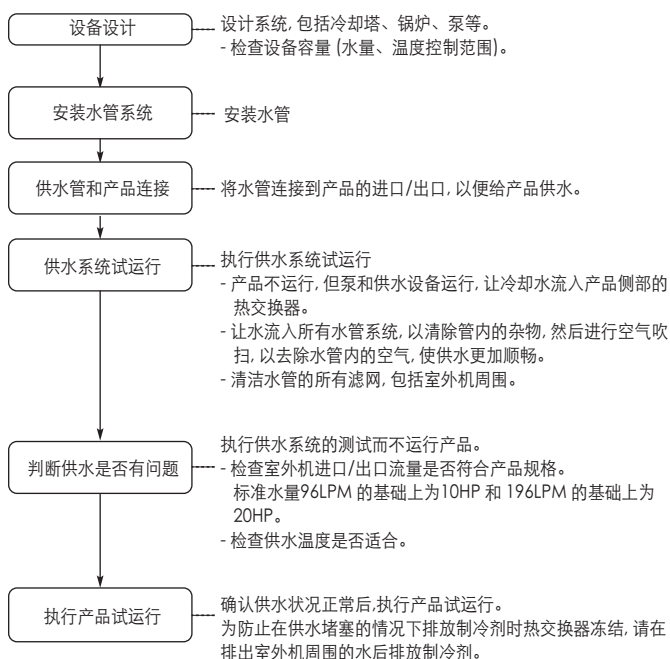 设备设计
设计系统, 包括冷却塔、锅炉、泵等。
- 检查设备容量 (水量、温度控制范围)。
安装水管系统
安装水管
供水管和产品连接
将水管连接到产品的进口/出口, 以便给产品供水。
供水系统试运行
执行供水系统试运行
- 产品不运行, 但泵和供水设备运行, 让冷却水流入产品侧部的
热交换器。
- 让水流入所有水管系统, 以清除管内的杂物, 然后进行空气吹
扫, 以去除水管内的空气, 使供水更加顺畅。
- 清洁水管的所有滤网, 包括室外机周围。
判断供水是否有问题
执行供水系统的测试而不运行产品。
- 检查室外机进口/出口流量是否符合产品规格。
标准水量96LPM 的基础上为10HP 和 196LPM 的基础上为
20HP。
- 检查供水温度是否适合。
执行产品试运行
确认供水状况正常后,执行产品试运行。
为防止在供水堵塞的情况下排放制冷剂时热交换器冻结, 请在
排出室外机周围的水后排放制冷剂。